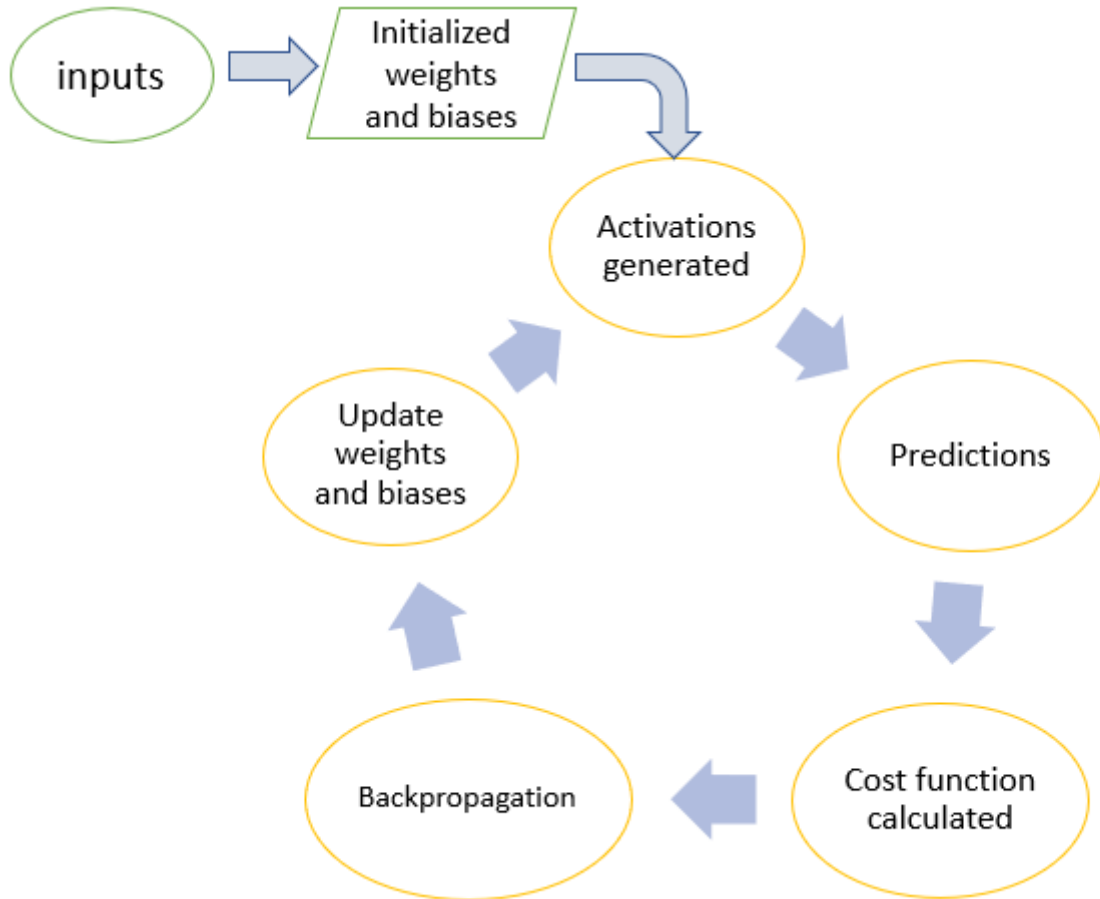 inputs
Initialized
weights
and biases
Activations
generated
Predictions
Cost function
calculated
Backpropagation
Update
weights
and biases